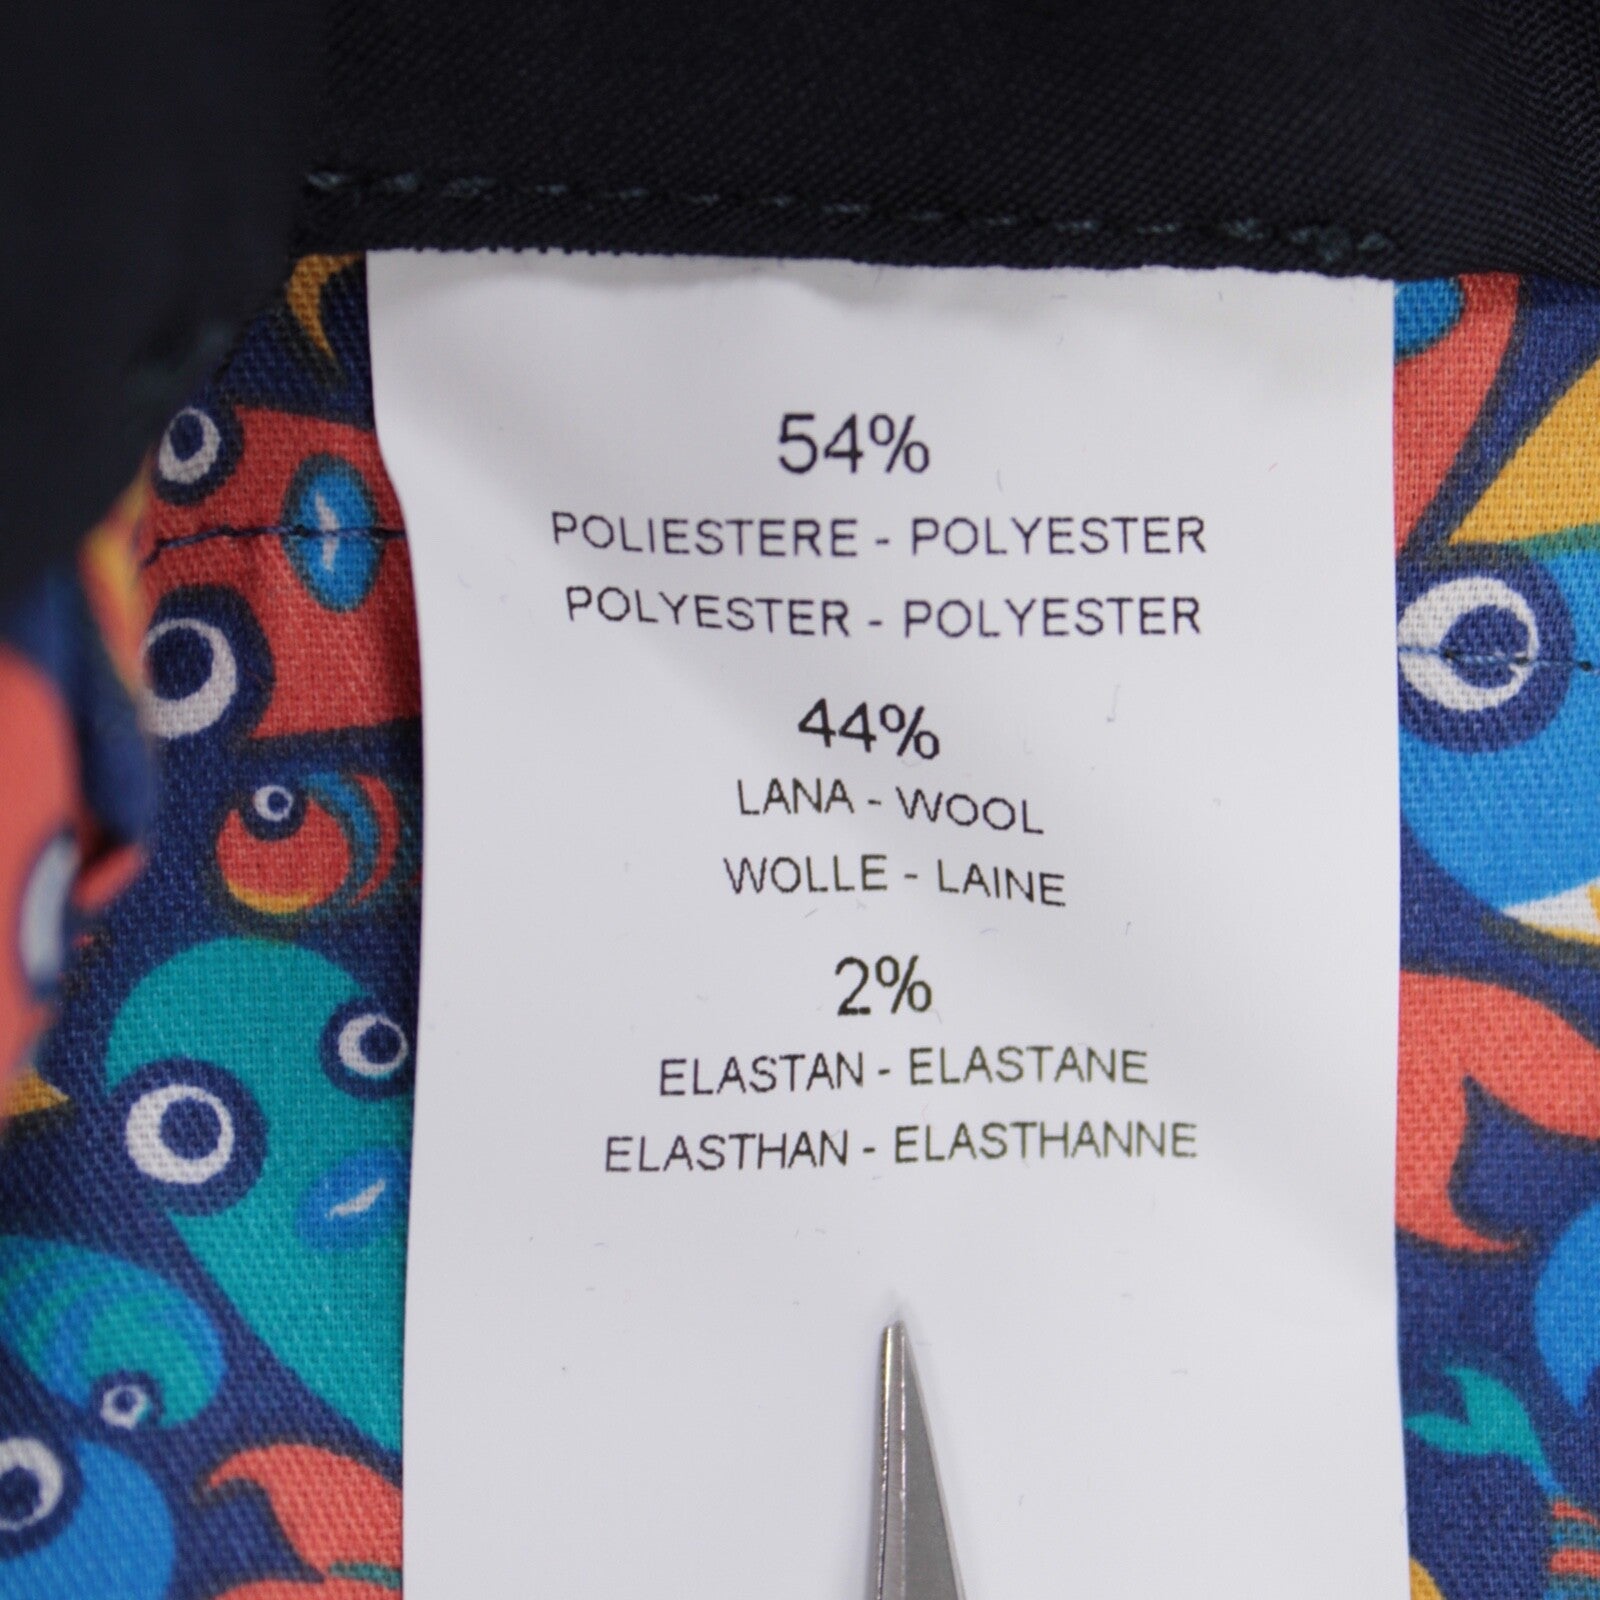 54%
POLIESTERE - POLYESTER
POLYESTER - POLYESTER
44%
LANA - WOOL
WOLLE - LAINE
2%
ELASTAN - ELASTANE
ELASTHAN - ELASTHANNE